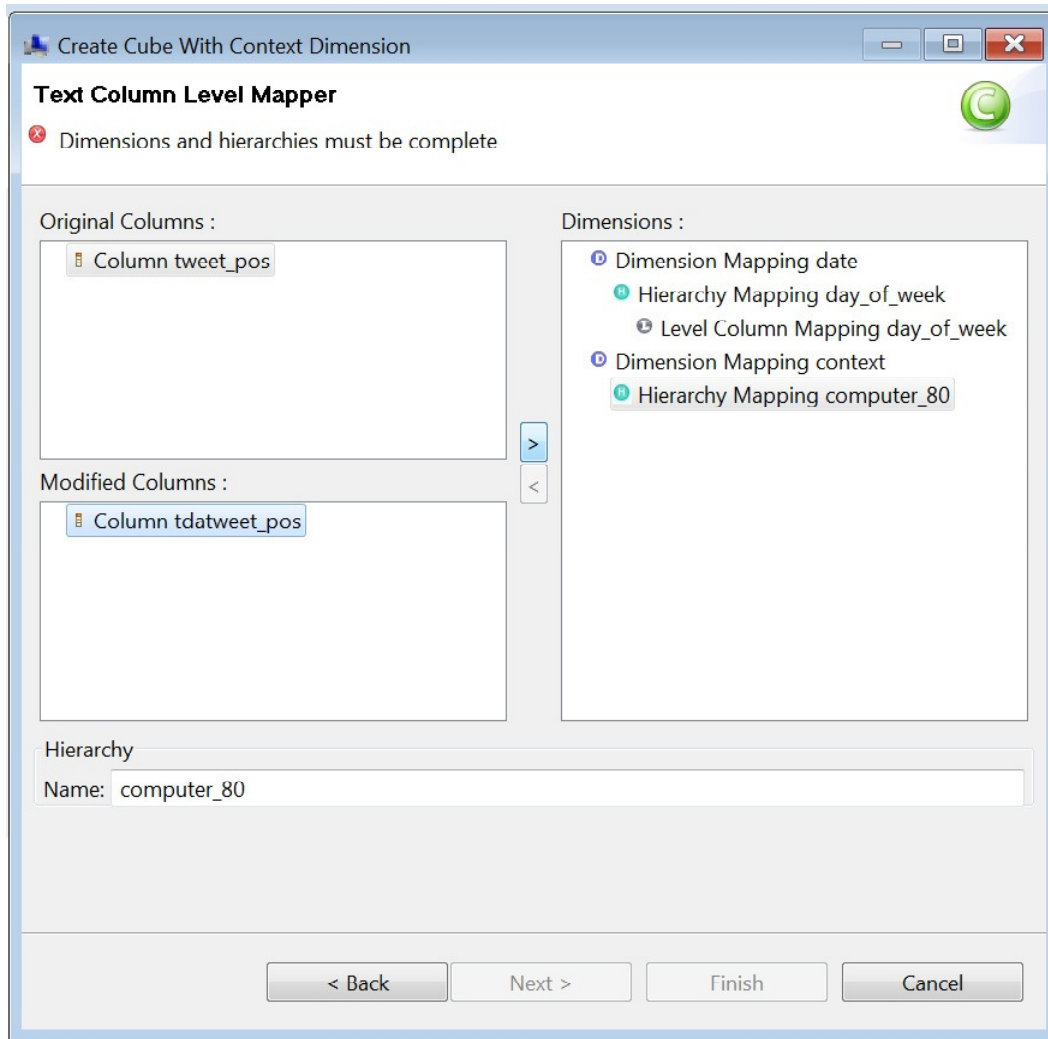 Create Cube With Context Dimension
Text Column Level Mapper
Dimensions and hierarchies must be complete
Original Columns :
Column tweet_pos
Modified Columns :
Column tdatweet_pos
>
<
Dimensions :
D Dimension Mapping date
H Hierarchy Mapping day_of_week
L Level Column Mapping day_of_week
D Dimension Mapping context
H Hierarchy Mapping computer_80
Hierarchy
Name: computer_80
< Back
Next >
Finish
Cancel
C